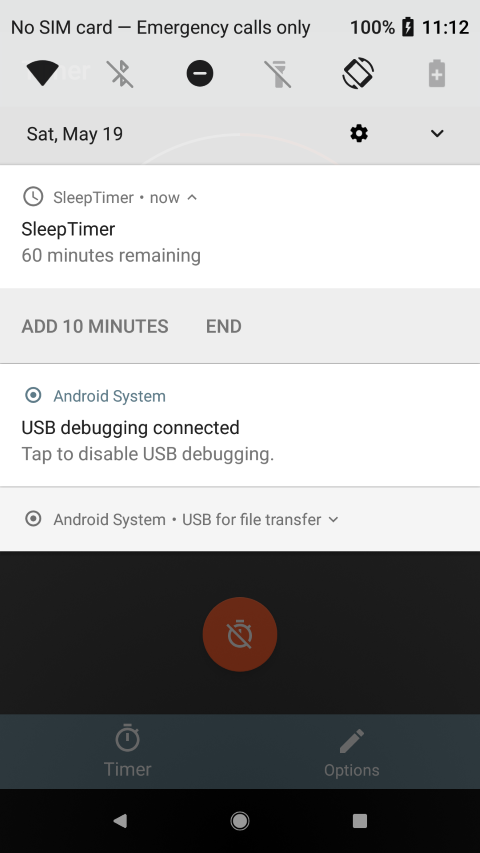 No SIM card — Emergency calls only 100% 11:12
Timer
Sat, May 19
SleepTimer • now
SleepTimer
60 minutes remaining
ADD 10 MINUTES END
Android System
USB debugging connected
Tap to disable USB debugging.
Android System • USB for file transfer
Timer Options